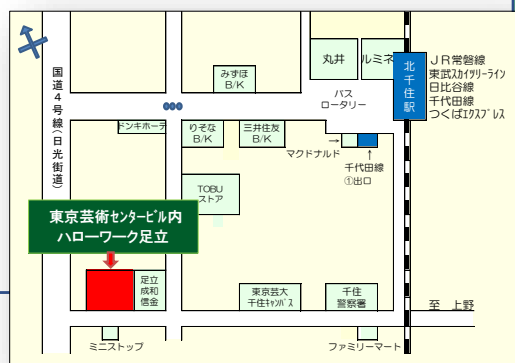 国道４号線（日光街道）
みずほ
B/K
丸井
ルミネ
北千住駅
ＪＲ常磐線
東武ｽｶｲﾂﾘｰライン
日比谷線
千代田線
つくばｴｸｽﾌﾟﾚｽ
バス
ロータリー
ドンキホーテ
りそな
B/K
三井住友
B/K
→
マクドナルド
↑
千代田線
①出口
TOBU
ストア
東京芸術ｾﾝﾀｰﾋﾞﾙ内
ハローワーク足立
足立
成和
信金
東京芸大
千住ｷｬﾝﾊﾟｽ
千住
警察署
至　上野
ミニストップ
ファミリーマート